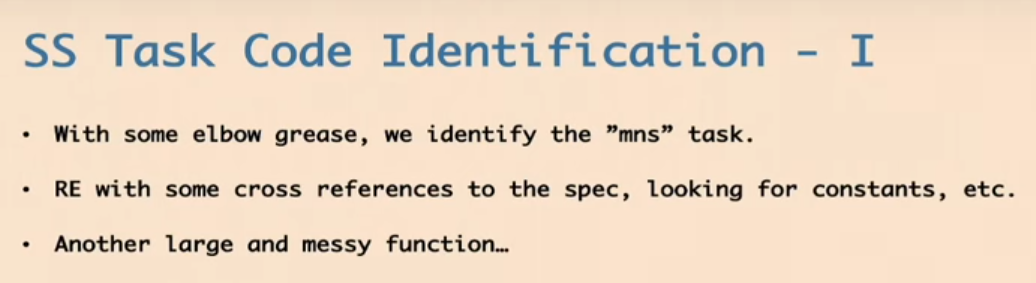 SS Task Code Identification – I
• With some elbow grease, we identify the ”mns” task.
• RE with some cross references to the spec, looking for constants, etc.
• Another large and messy function…